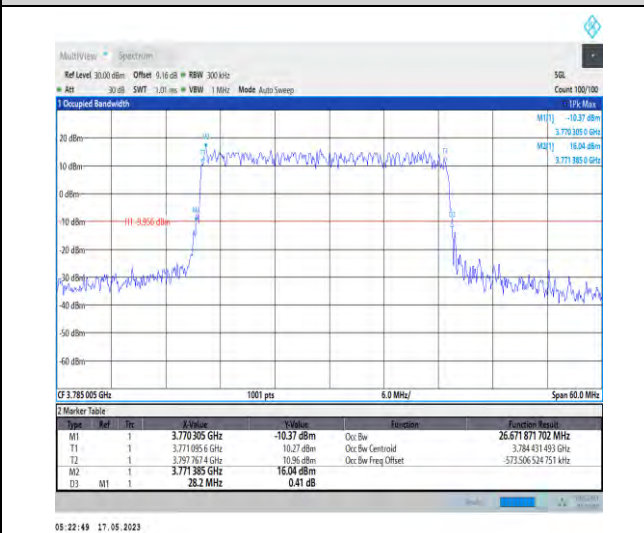 MultiView Spectrum
Ref Level 30.00 dBm Offset 9.16 dB RBW 300 kHz SGL
Att 30 dB SWT 1.01 ms VBW 1 MHz Mode Auto Sweep Count 100/100
1 Occupied Bandwidth 1Pk Max
M1[1] -10.37 dBm
3.770 305 0 GHz
M2[1] 16.04 dBm
3.771 385 0 GHz
20 dBm
10 dBm
0 dBm
-10 dBm
H1 -9.956 dBm
-20 dBm
-30 dBm
-40 dBm
-50 dBm
-60 dBm
CF 3.785 005 GHz 1001 pts 6.0 MHz/ Span 60.0 MHz
2 Marker Table
Type Ref Trc X-Value Y-Value Function Function Result
M1 1 3.770 305 GHz -10.37 dBm Occ Bw 26.671 871 702 MHz
T1 1 3.771 095 6 GHz 10.27 dBm Occ Bw Centroid 3.784 431 493 GHz
T2 1 3.797 767 4 GHz 10.96 dBm Occ Bw Freq Offset -573.506 524 751 kHz
M2 1 3.771 385 GHz 16.04 dBm
D3 M1 1 28.2 MHz 0.41 dB
05:22:49 17.05.2023